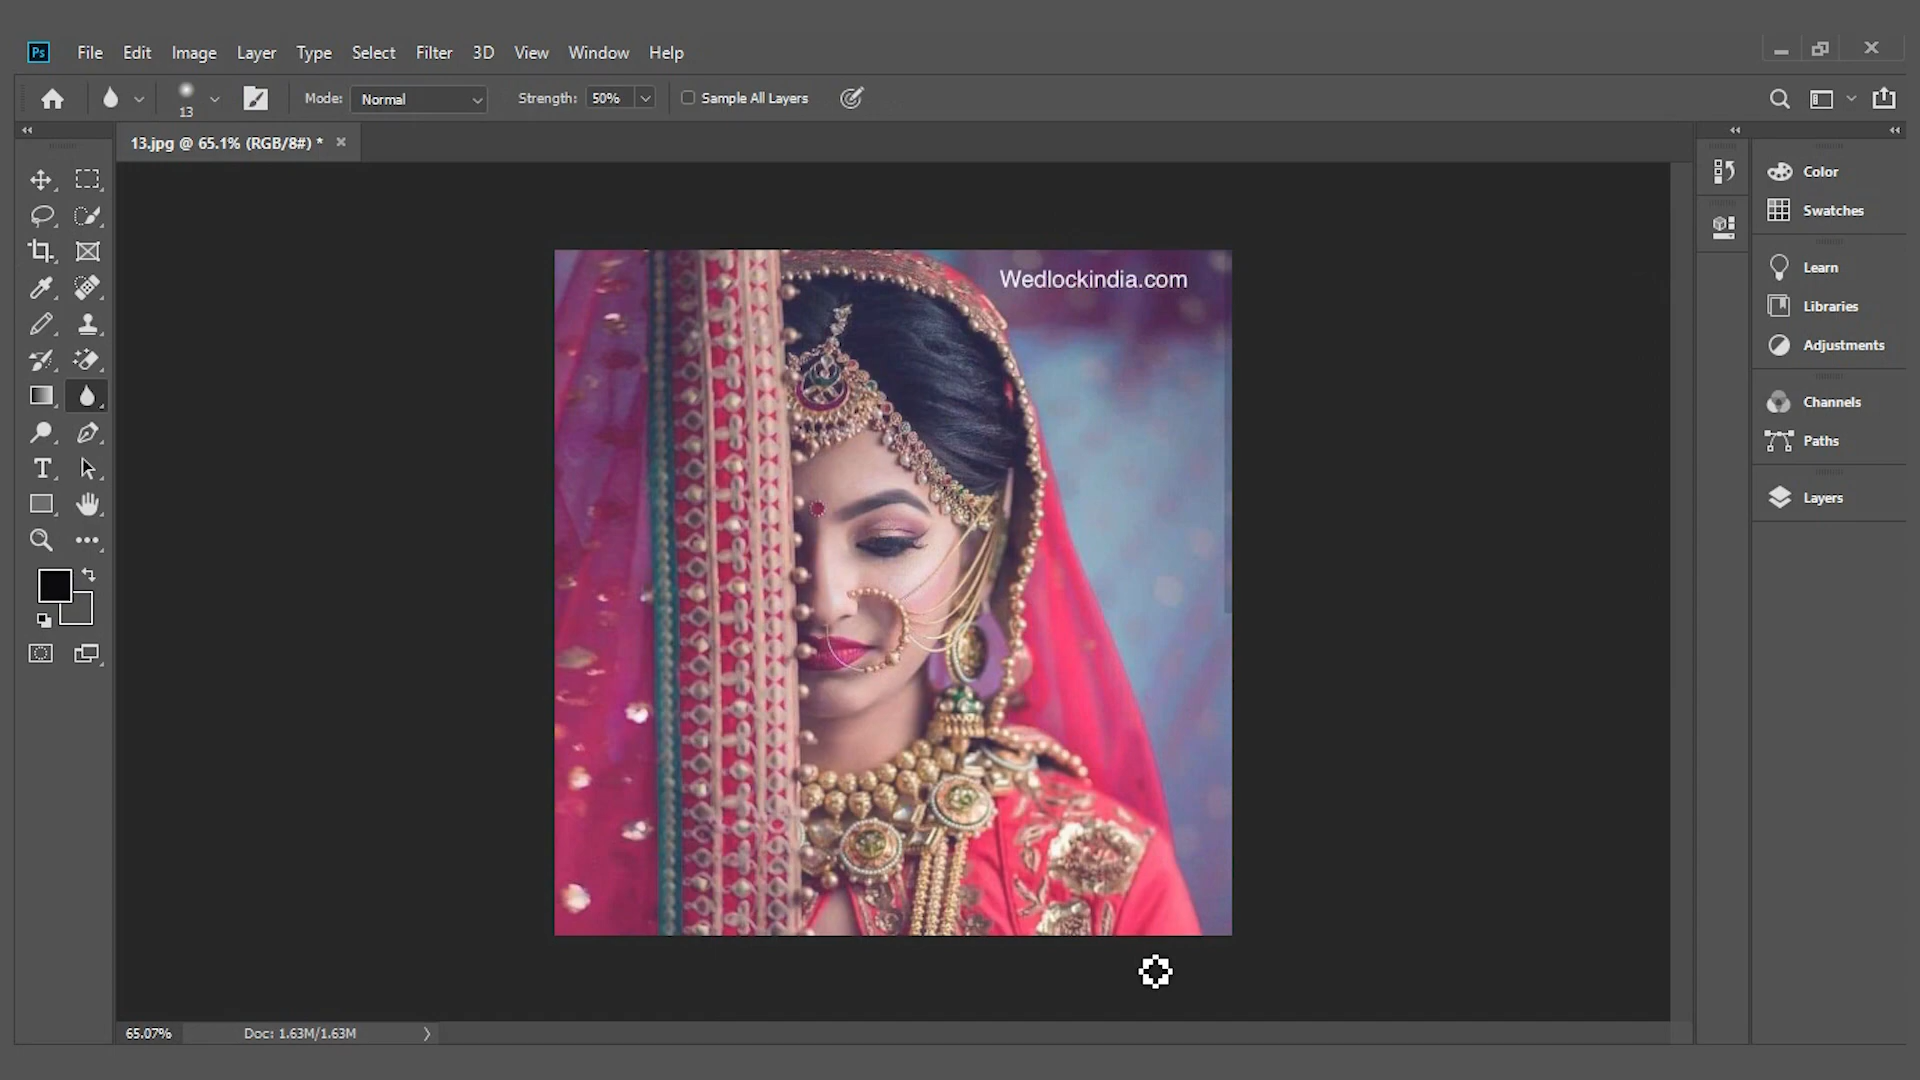 Ps File Edit Image Layer Type Select Filter 3D View Window Help
13 Mode: Normal Strength: 50% Sample All Layers
13.jpg @ 65.1% (RGB/8#) *
Wedlockindia.com
Color
Swatches
Learn
Libraries
Adjustments
Channels
Paths
Layers
65.07% Doc: 1.63M/1.63M